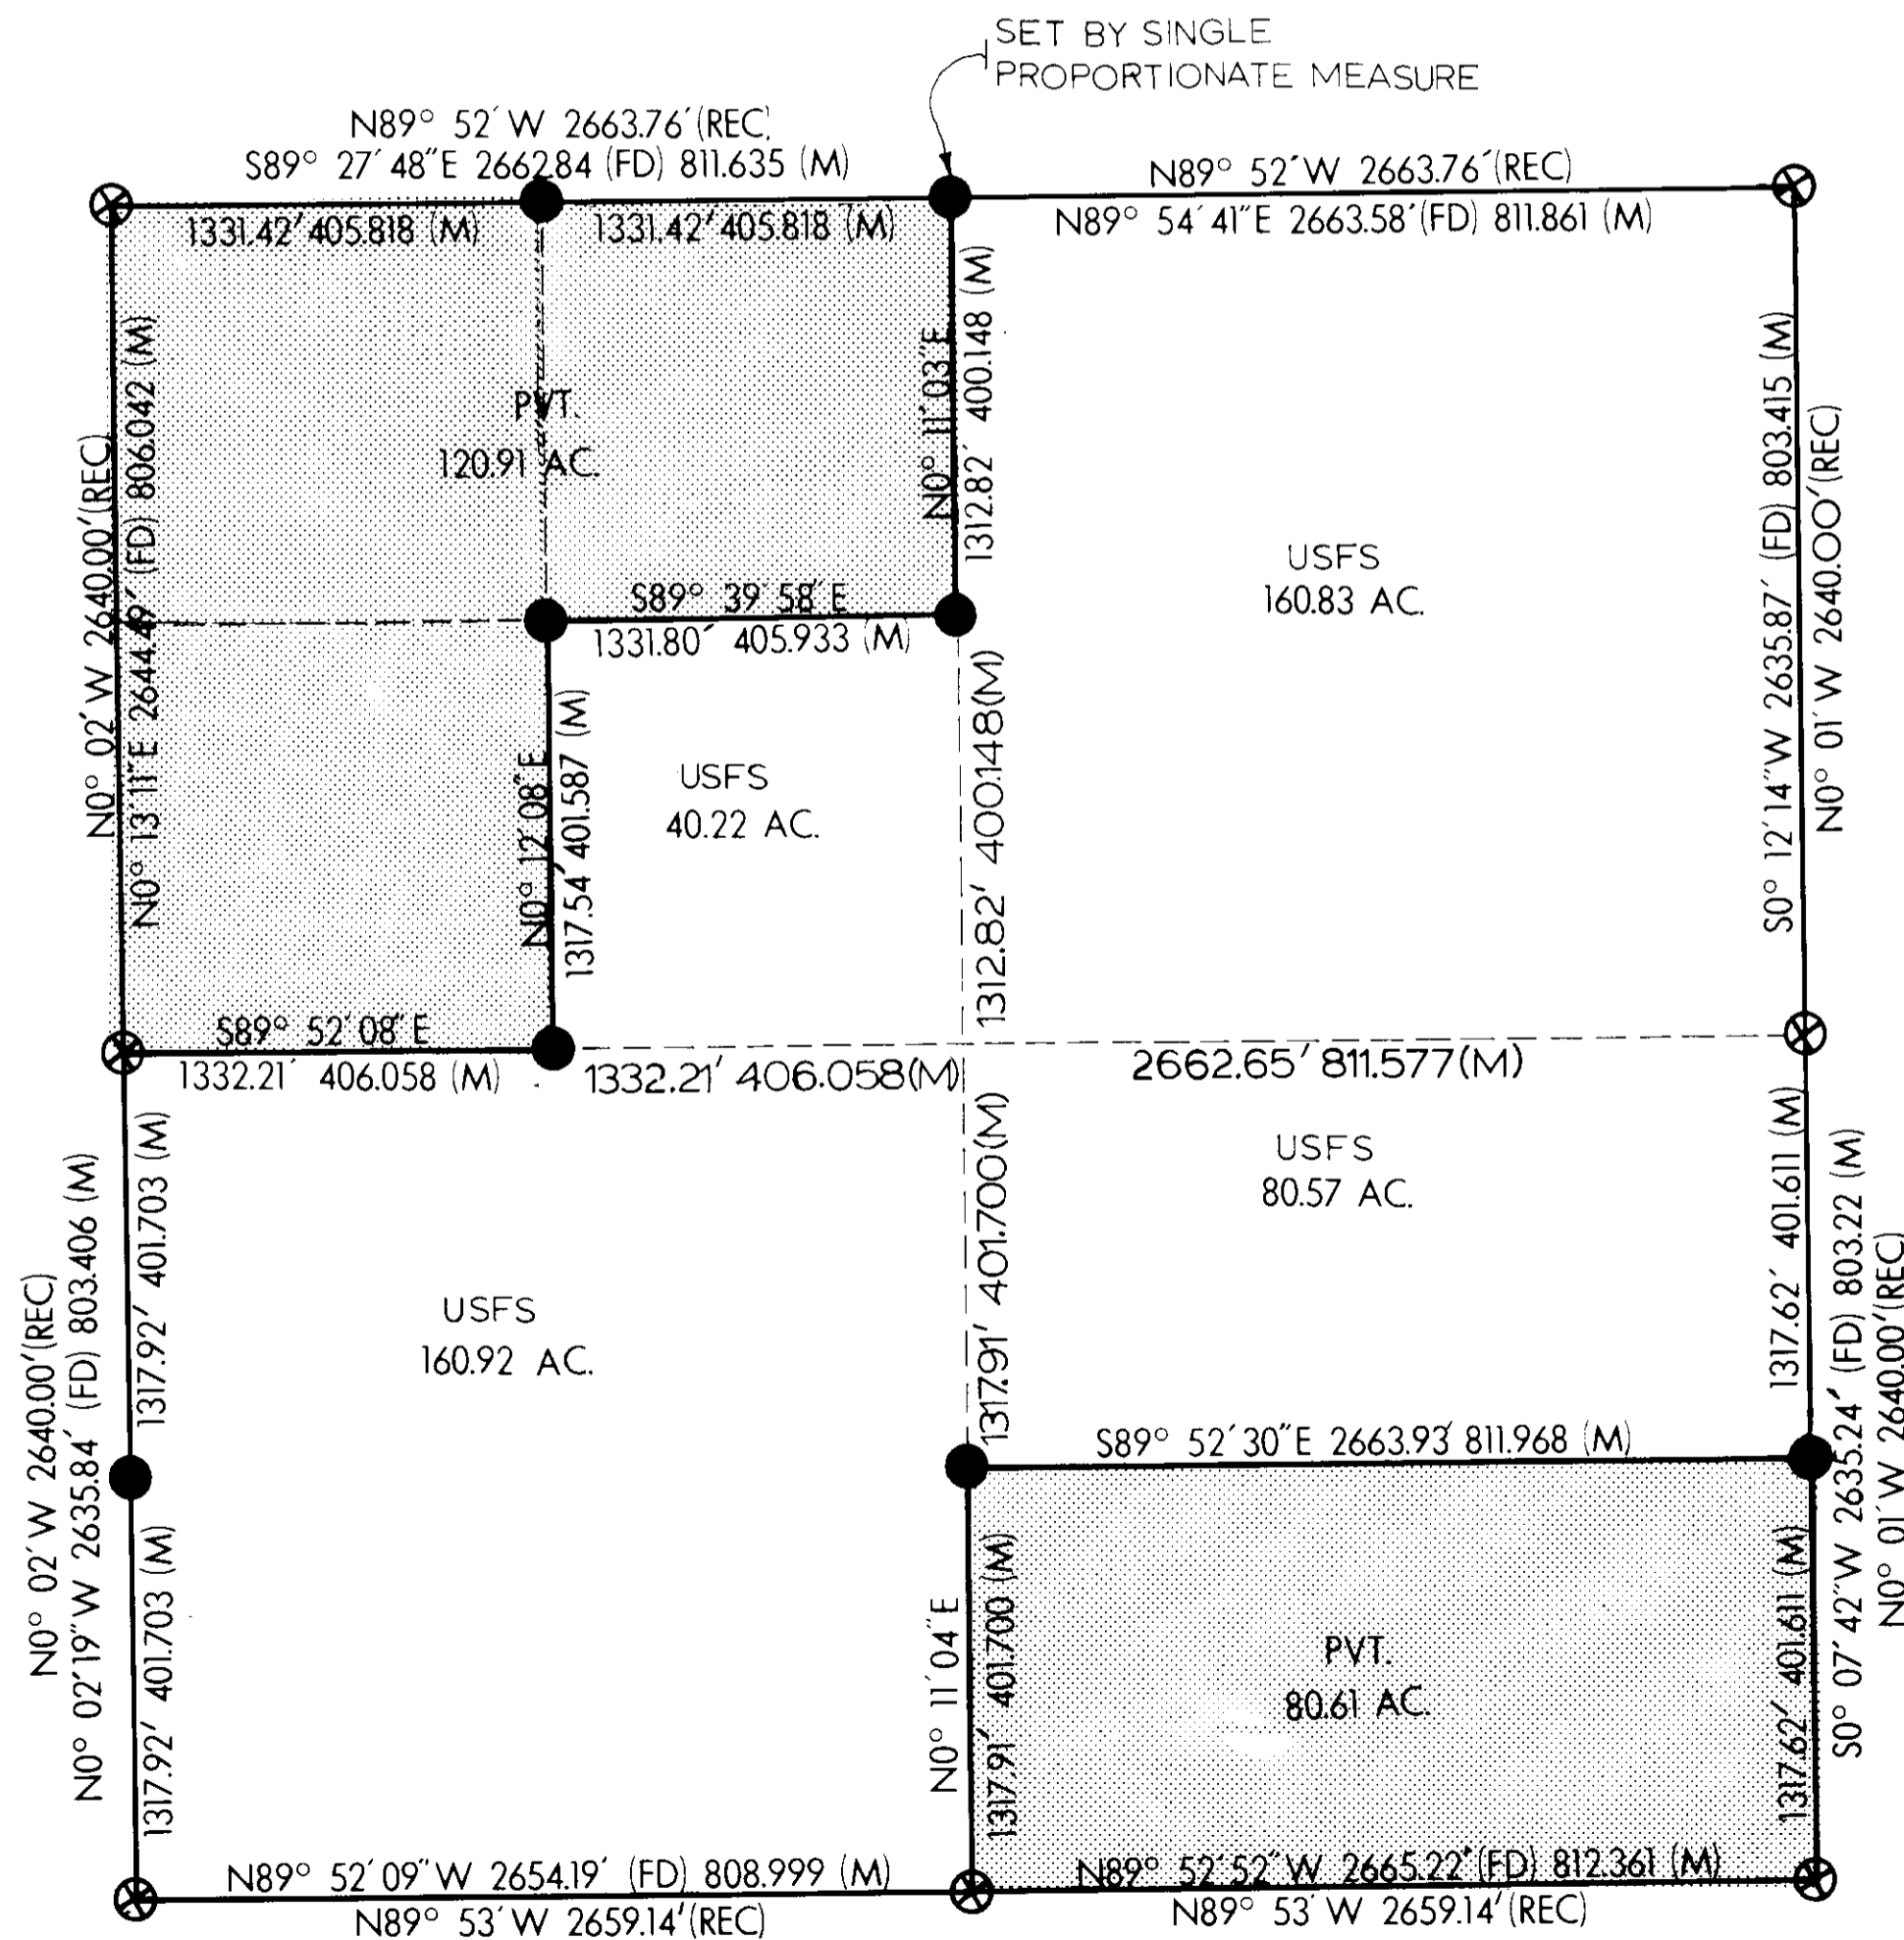 SET BY SINGLE
PROPORTIONATE MEASURE
N89° 52′ W 2663.76′(REC)
S89° 27′ 48″E 2662.84 (FD) 811.635 (M)
N89° 52′W 2663.76′(REC)
1331.42′ 405.818 (M)
1331.42′ 405.818 (M)
N89° 54′ 41″E 2663.58′(FD) 811.861 (M)
N0° 02′ W 2640.00′(REC)
N0° 13′ 11″E 2644.49′ (FD) 806.042 (M)
PVT.
120.91 AC.
N0° 11′ 03″E
1312.82′ 400.148 (M)
USFS
160.83 AC.
S0° 12′ 14″W 2635.87′ (FD) 803.415 (M)
N0° 01′ W 2640.00′(REC)
S89° 39′ 58″E
1331.80′ 405.933 (M)
N0° 12′ 08″E
1317.54′ 401.587 (M)
USFS
40.22 AC.
1312.82′ 400.148(M)
S89° 52′ 08″E
1332.21′ 406.058 (M)
1332.21′ 406.058(M)
2662.65′ 811.577(M)
N0° 02′ W 2640.00′(REC)
N0° 02′19″W 2635.84′ (FD) 803.406 (M)
1317.92′ 401.703 (M)
USFS
160.92 AC.
1317.91′ 401.700(M)
USFS
80.57 AC.
1317.62′ 401.611 (M)
S0° 07′ 42″W 2635.24′ (FD) 803.22 (M)
N0° 01′ W 2640.00′(REC)
S89° 52′ 30″E 2663.93′ 811.968 (M)
1317.92′ 401.703 (M)
N0° 11′ 04″E
1317.91′ 401.700 (M)
PVT.
80.61 AC.
1317.62′ 401.611 (M)
N89° 52′ 09″W 2654.19′ (FD) 808.999 (M)
N89° 53′ W 2659.14′(REC)
N89° 52′ 52″W 2665.22′(FD) 812.361 (M)
N89° 53′ W 2659.14′(REC)